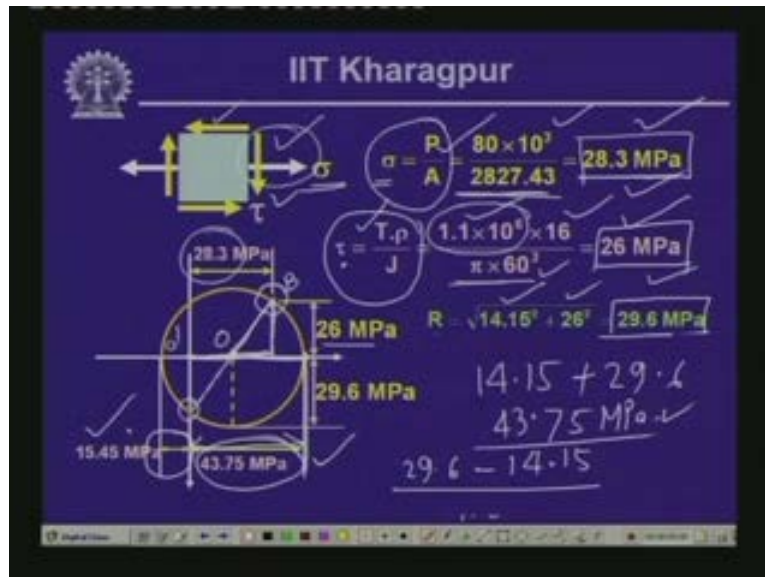 IIT Kharagpur
σ = P/A = 80×10³/2827.43 = 28.3 MPa
σ
τ
τ = T.ρ/J = 1.1×10⁶×16/π×60³ = 26 MPa
28.3 MPa
R = √14.15² + 26² 29.6 MPa
B
O
26 MPa
14.15 + 29.6
43.75 MPa
29.6 MPa
15.45 MPa
43.75 MPa
29.6 - 14.15